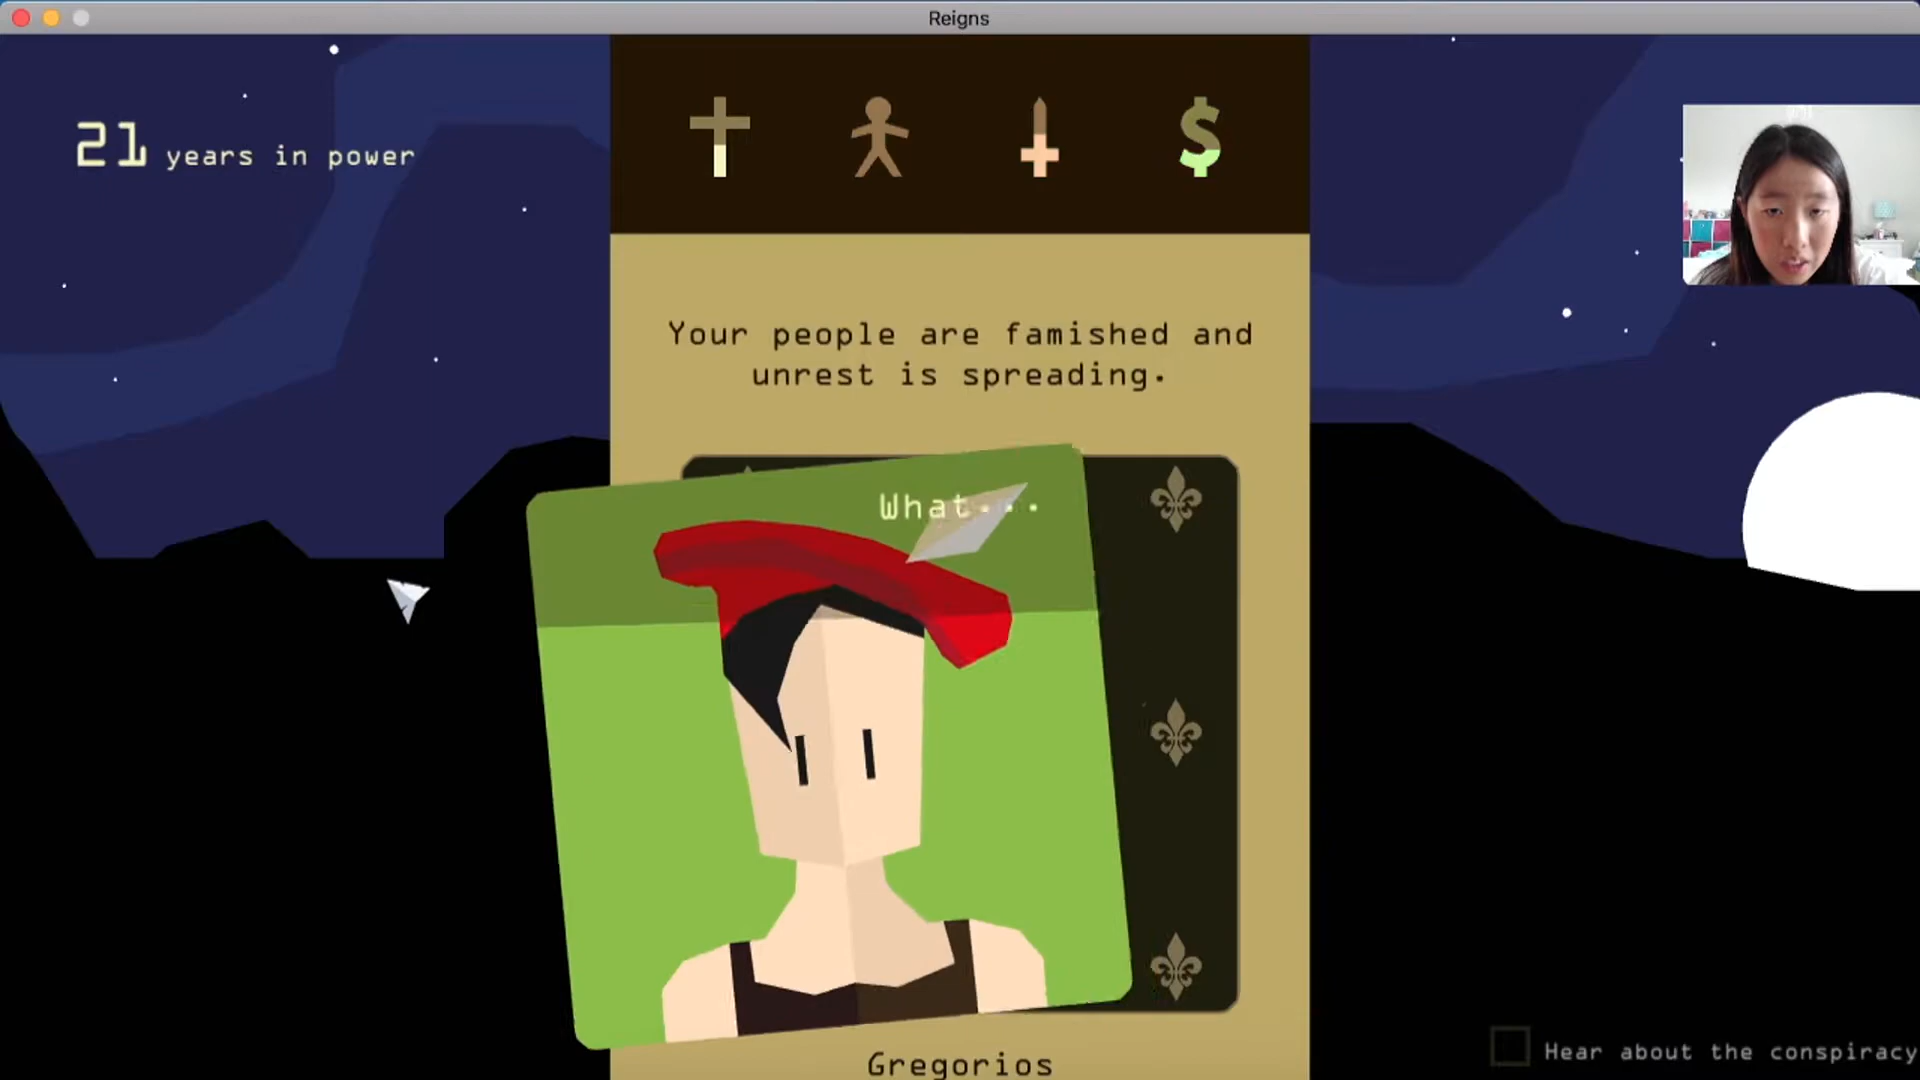 Reigns
21 years in power
Your people are famished and
unrest is spreading.
What...
Gregorios
Hear about the conspiracy